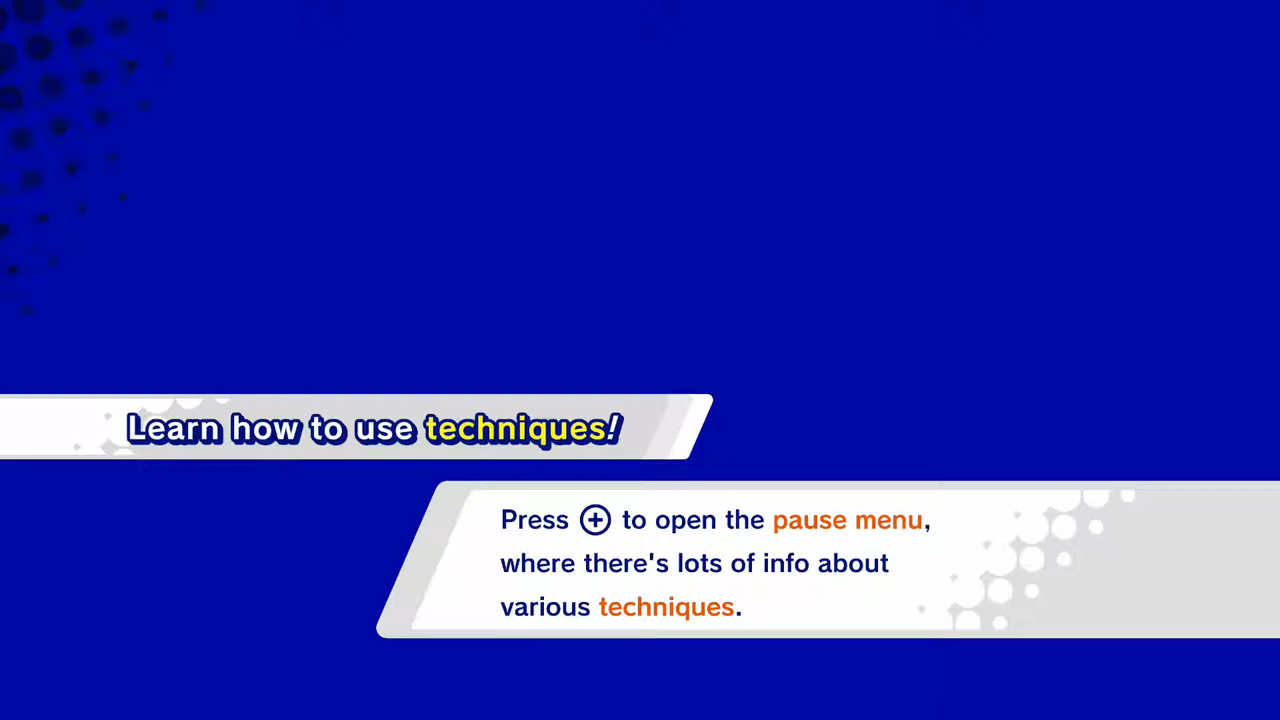 Learn how to use techniques!
Press ⊕ to open the pause menu,
where there's lots of info about
various techniques.